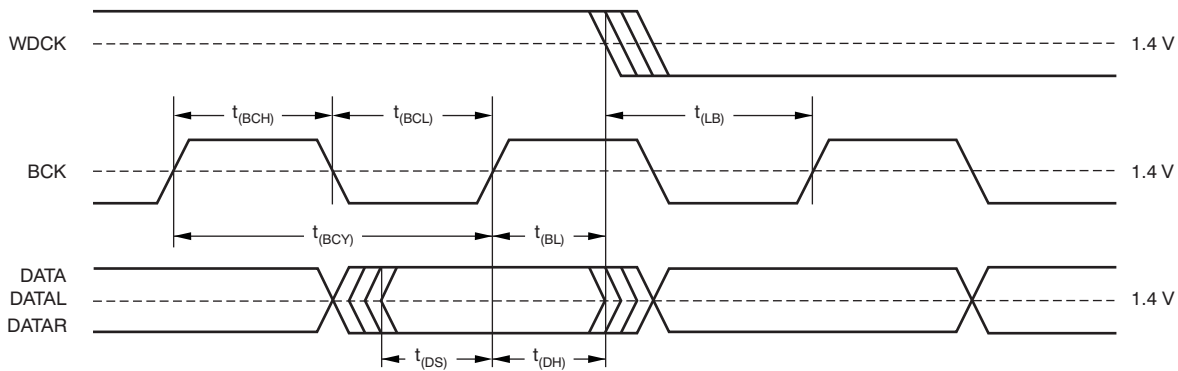 WDCK
1.4 V
t(BCH)
t(BCL)
t(LB)
BCK
1.4 V
t(BCY)
t(BL)
DATA
DATAL
DATAR
1.4 V
t(DS)
t(DH)